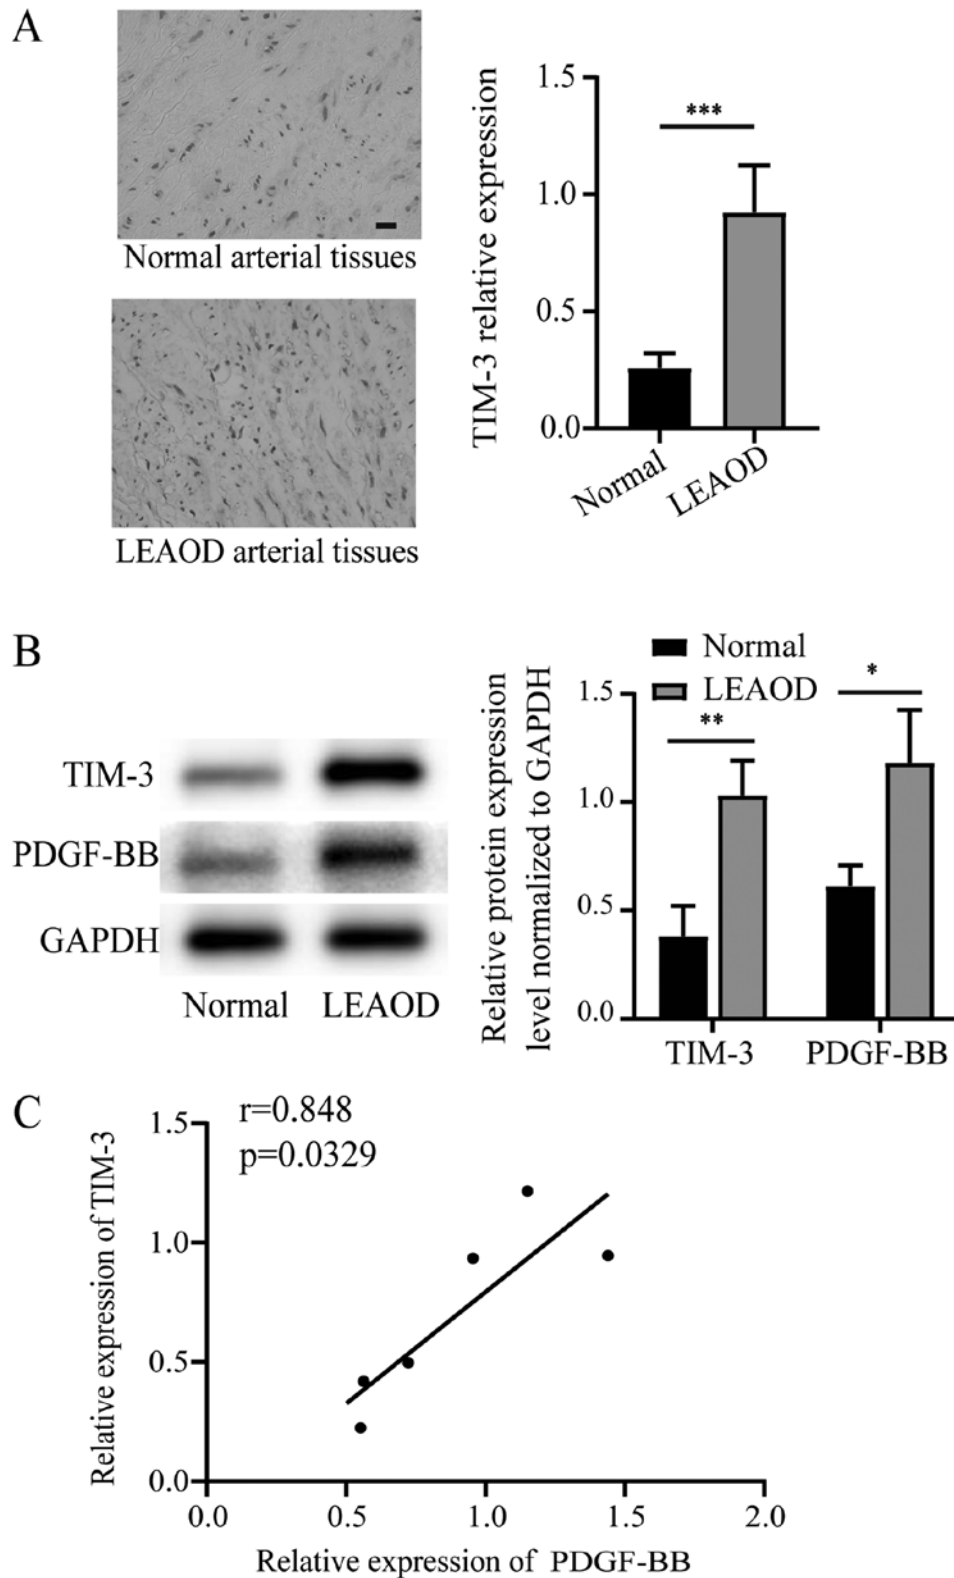 A
Normal arterial tissues
LEAOD arterial tissues
TIM-3 relative expression
1.5
1.0
0.5
0.0
***
Normal
LEAOD
B
TIM-3
PDGF-BB
GAPDH
Normal
LEAOD
Relative protein expression
level normalized to GAPDH
Normal
LEAOD
1.5
1.0
0.5
0.0
**
*
TIM-3
PDGF-BB
C
r=0.848
p=0.0329
Relative expression of TIM-3
1.5
1.0
0.5
0.0
0.0
0.5
1.0
1.5
2.0
Relative expression of PDGF-BB